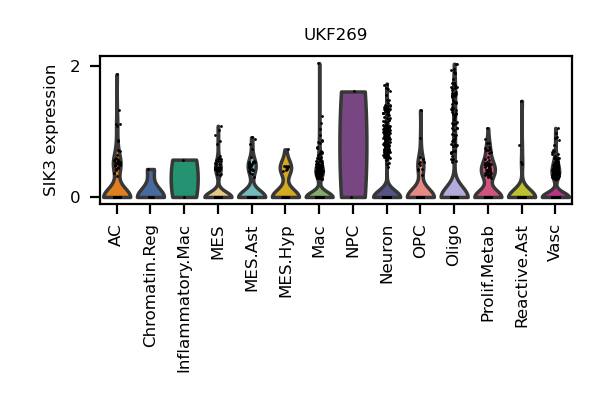 UKF269
SIK3 expression
2
0
AC
Chromatin.Reg
Inflammatory.Mac
MES
MES.Ast
MES.Hyp
Mac
NPC
Neuron
OPC
Oligo
Prolif.Metab
Reactive.Ast
Vasc